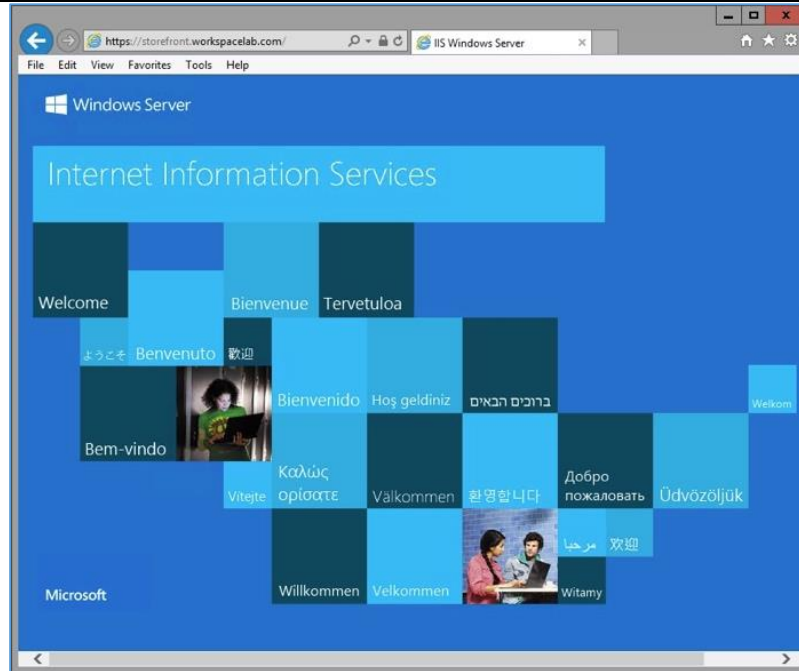 https://storefront.workspacelab.com/
IIS Windows Server
File Edit View Favorites Tools Help
Windows Server
Internet Information Services
Welcome
Bienvenue
Tervetuloa
ようこそ
Benvenuto
歡迎
Bienvenido
Hoş geldiniz
ברוכים הבאים
Welkom
Bem-vindo
Vítejte
Καλώς
ορίσατε
Välkommen
환영합니다
Добро
пожаловать
Üdvözöljük
Willkommen
Velkommen
مرحبا
欢迎
Witamy
Microsoft